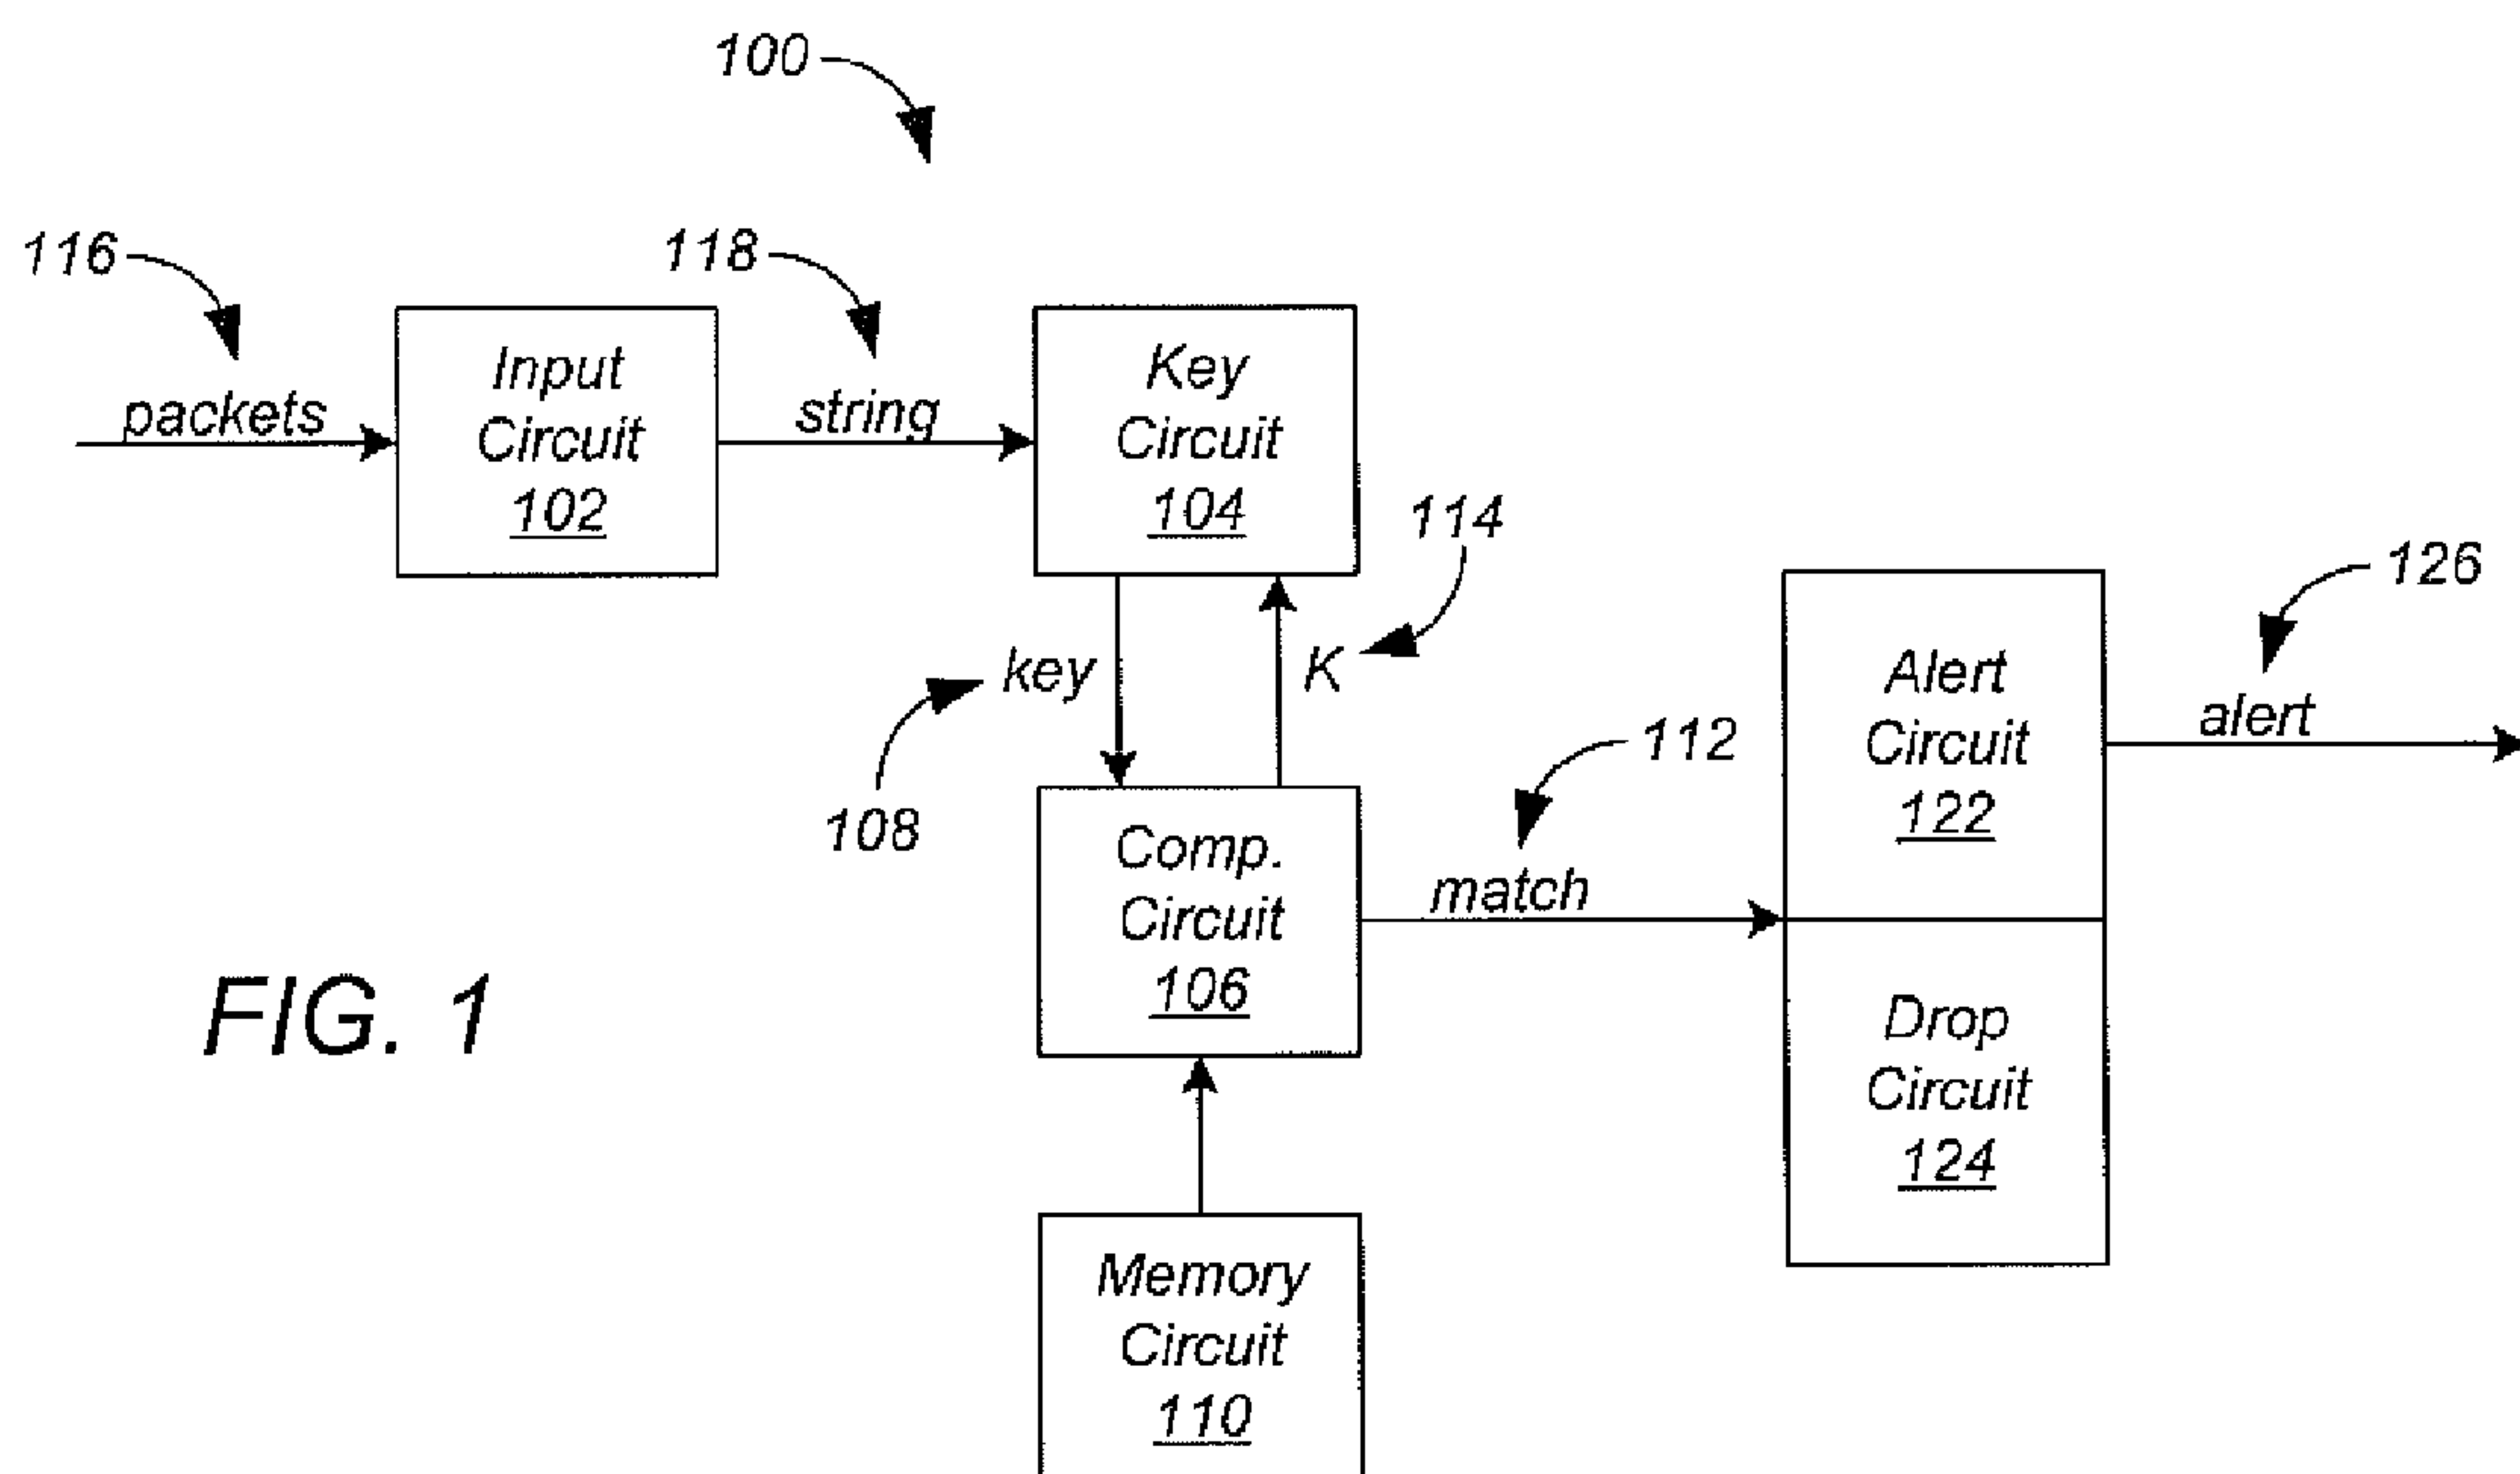 100
116
118
packets
Input
Circuit
102
string
Key
Circuit
104
114
126
key
K
108
112
Alert
Circuit
122
alert
Comp.
Circuit
106
match
FIG. 1
Drop
Circuit
124
Memory
Circuit
110